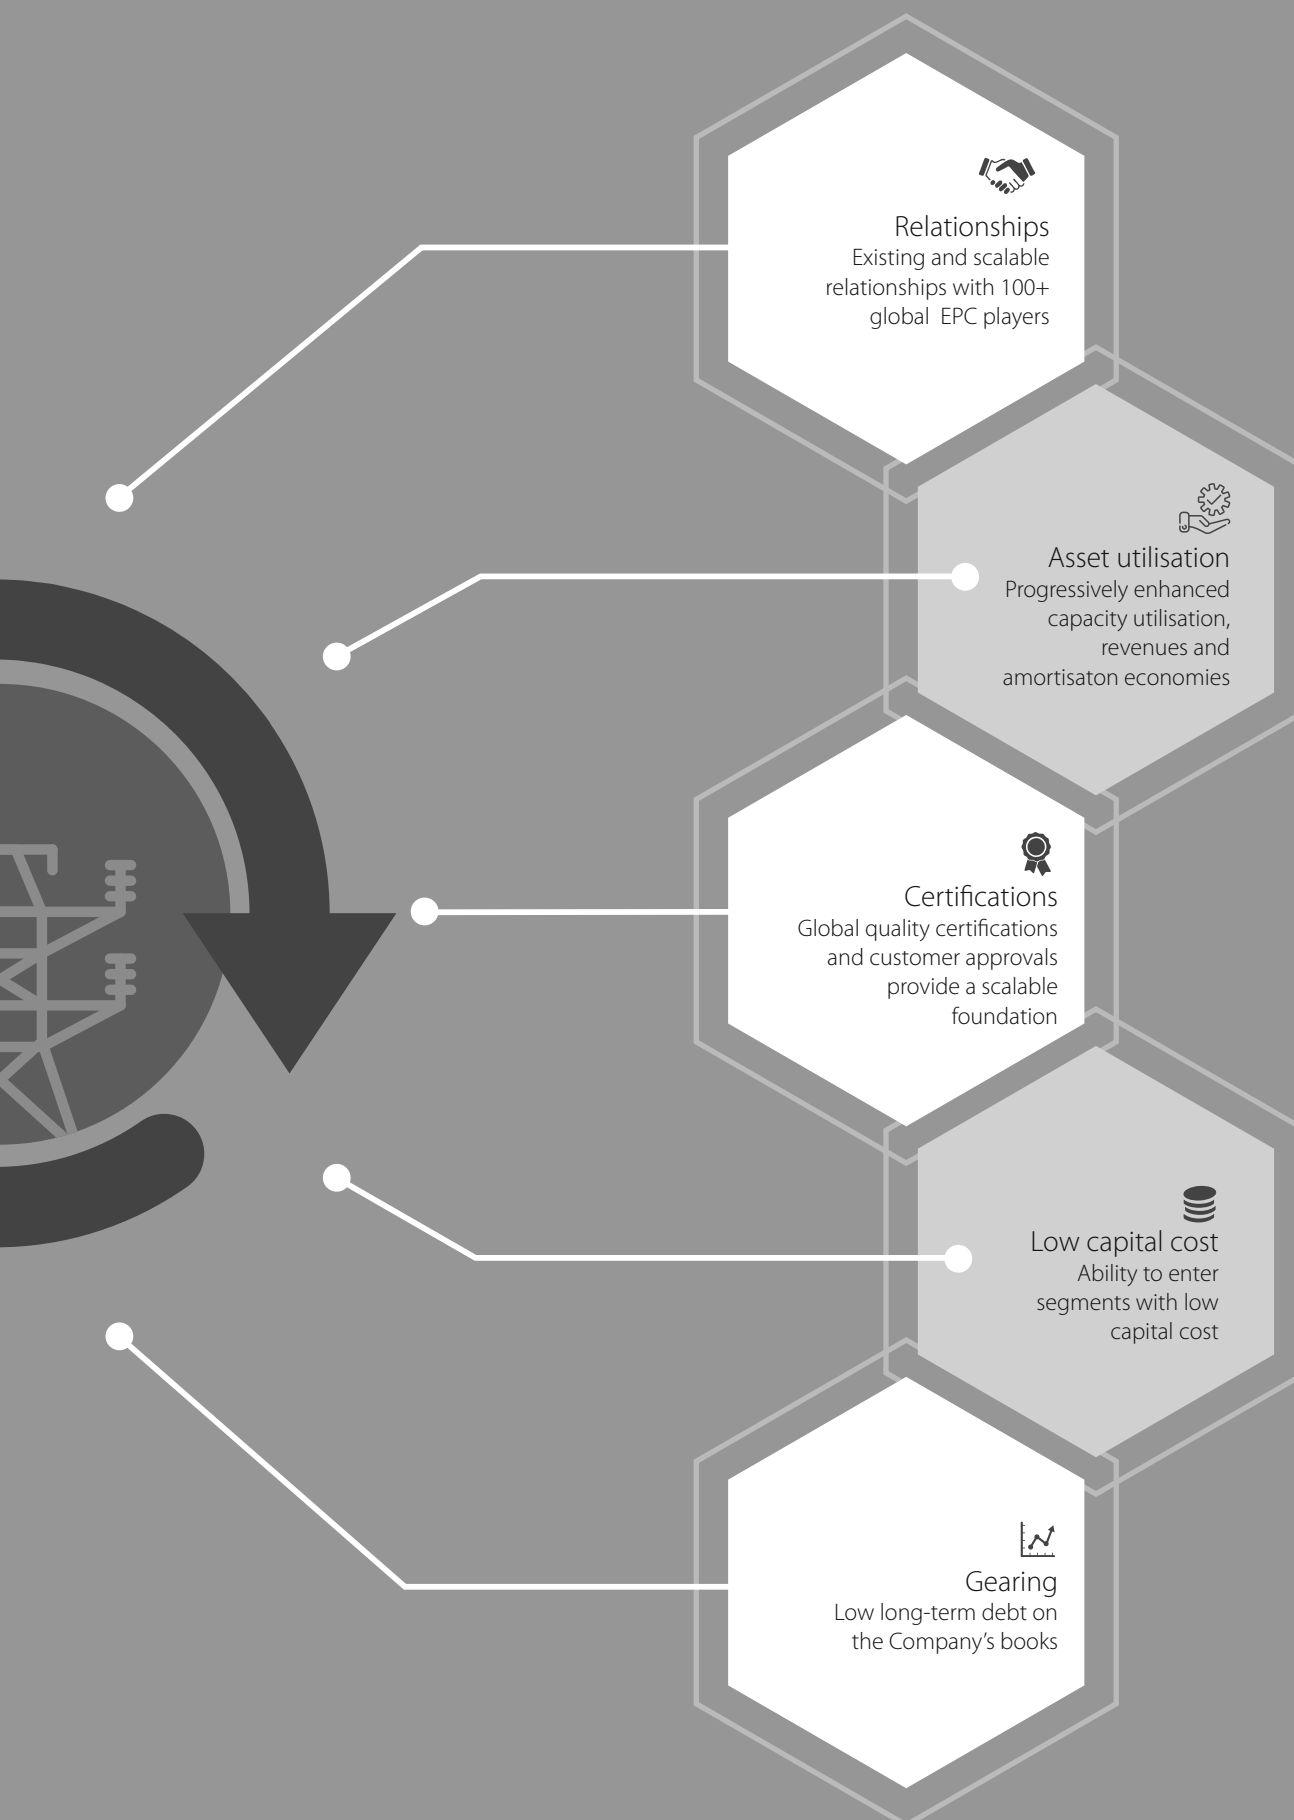 Relationships
Existing and scalable
relationships with 100+
global EPC players
Asset utilisation
Progressively enhanced
capacity utilisation,
revenues and
amortisaton economies
Certifications
Global quality certifications
and customer approvals
provide a scalable
foundation
Low capital cost
Ability to enter
segments with low
capital cost
Gearing
Low long-term debt on
the Company's books